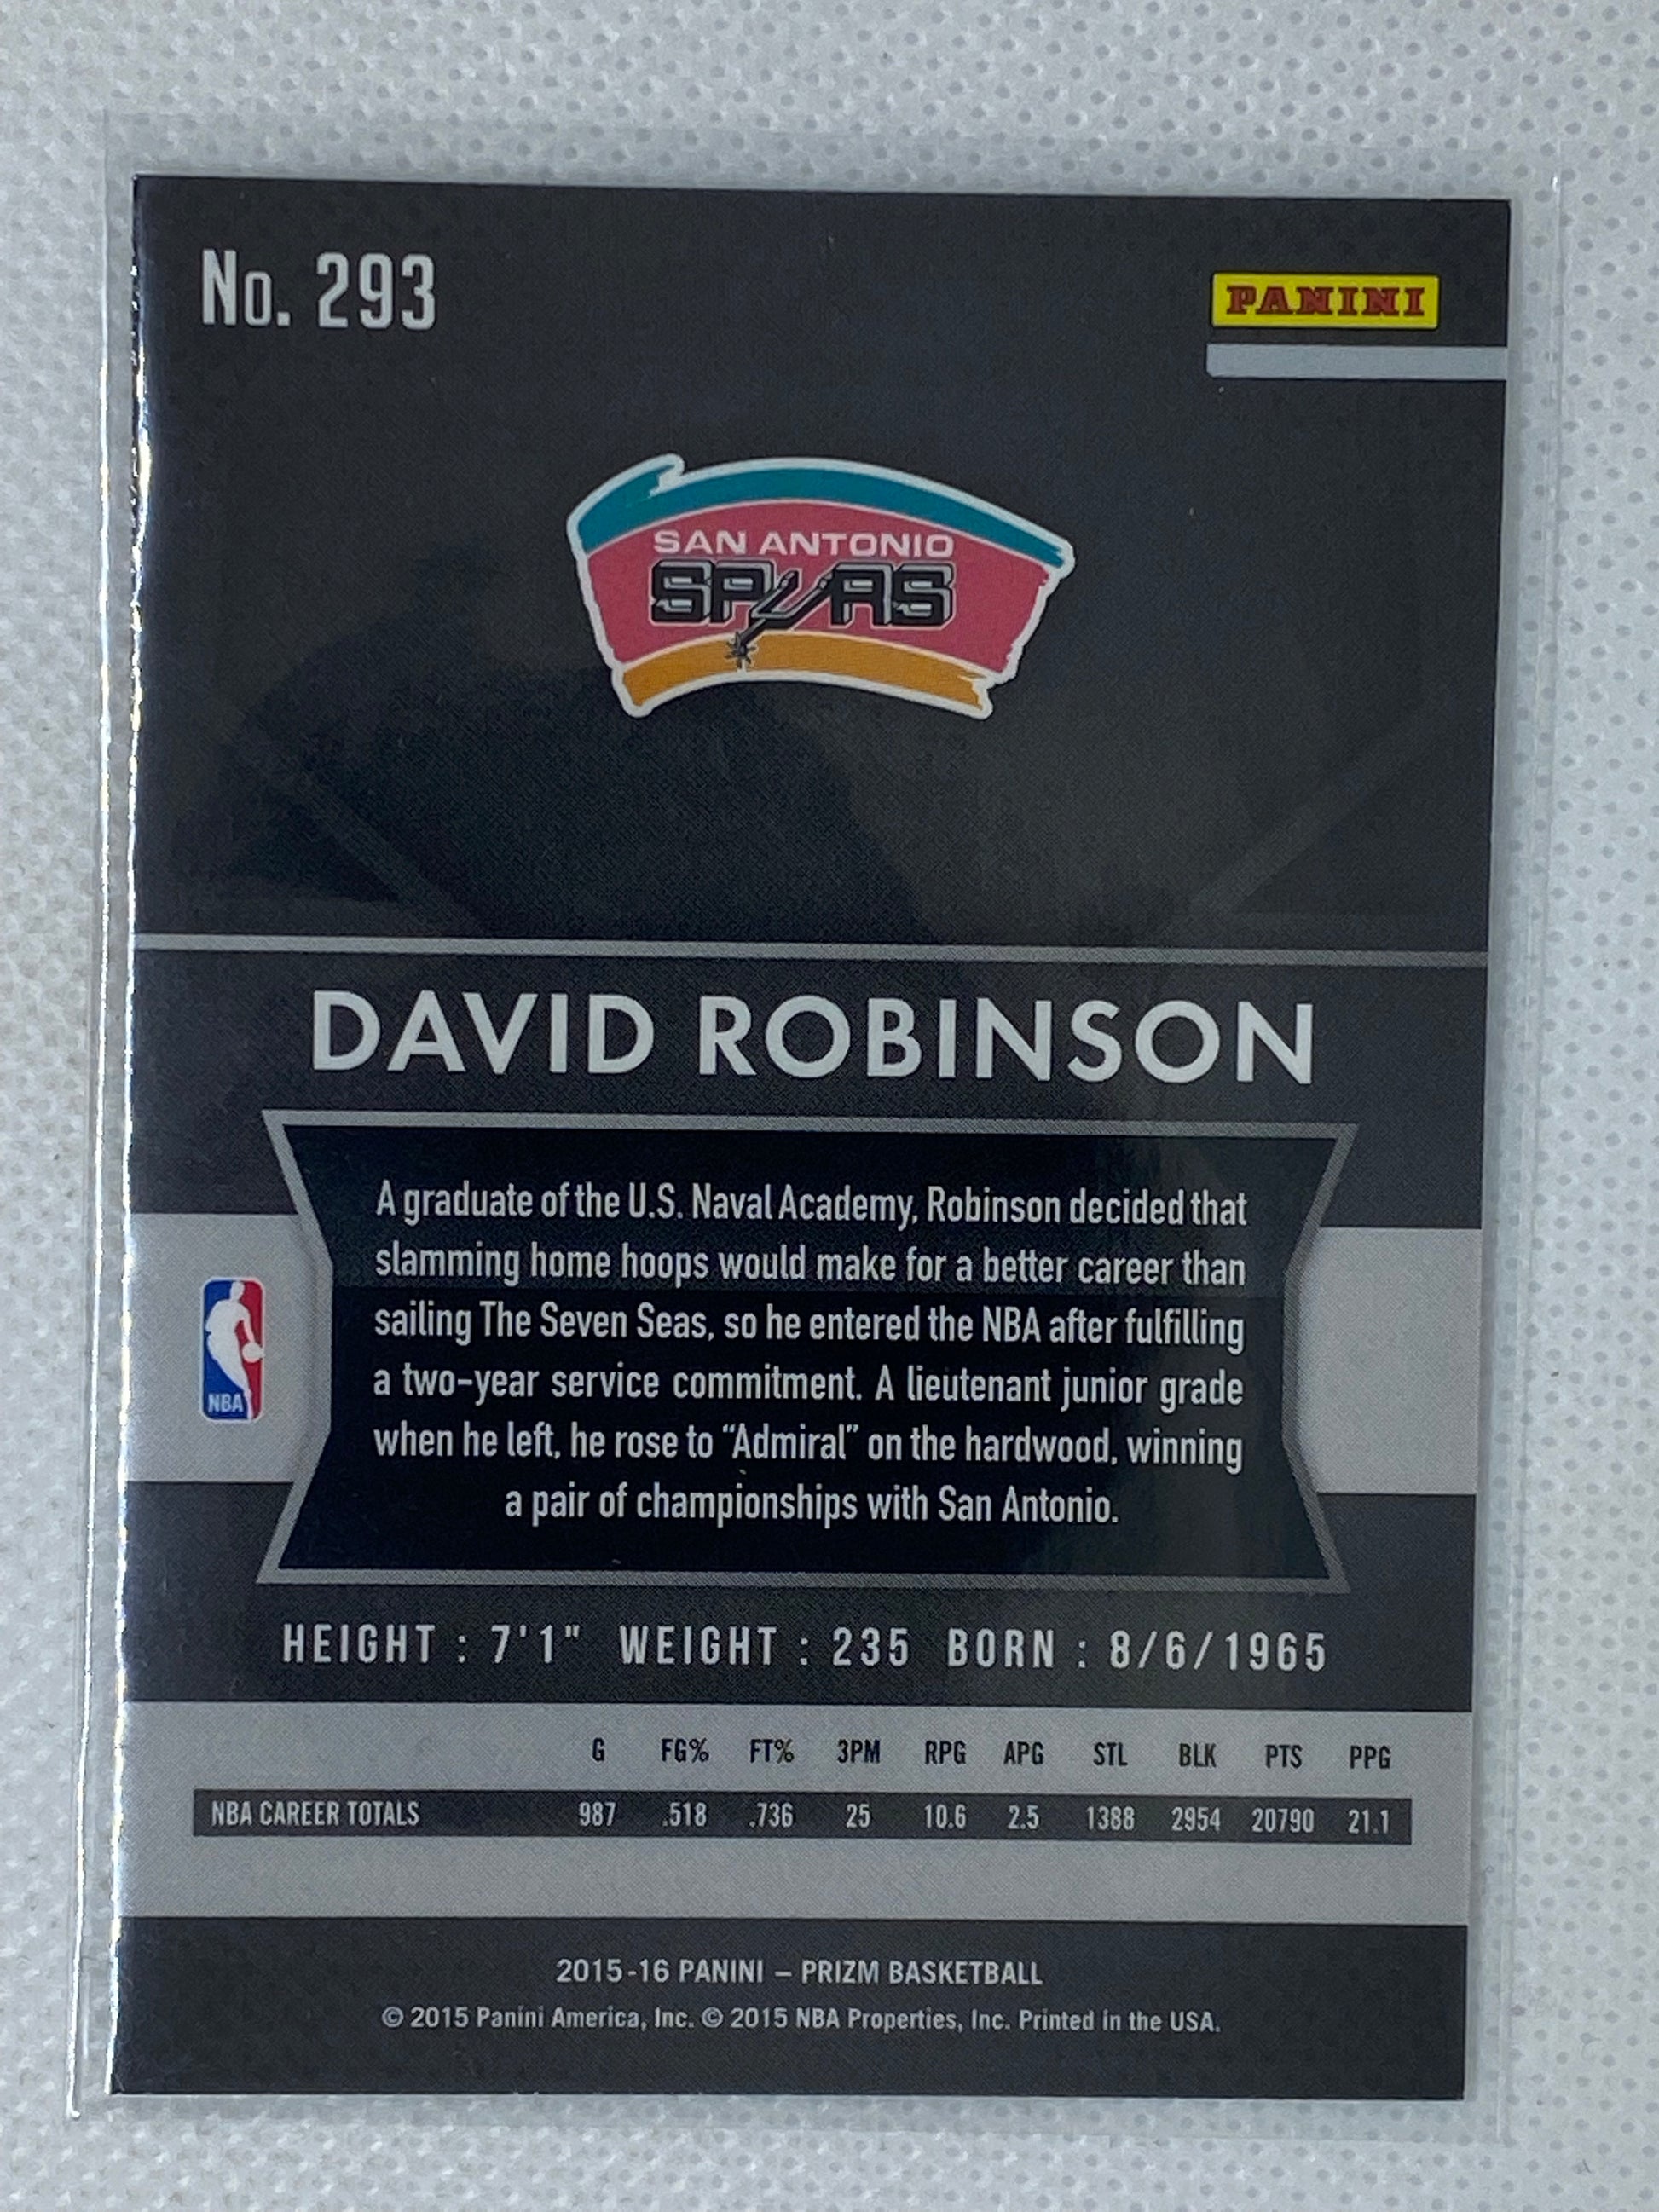 No. 293
PANINI
SAN ANTONIO
SPURS
DAVID ROBINSON
A graduate of the U.S. Naval Academy, Robinson decided that
slamming home hoops would make for a better career than
sailing The Seven Seas, so he entered the NBA after fulfilling
a two-year service commitment. A lieutenant junior grade
when he left, he rose to “Admiral” on the hardwood, winning
a pair of championships with San Antonio.
NBA
HEIGHT : 7'1" WEIGHT : 235 BORN : 8/6/1965
G FG% FT% 3PM RPG APG STL BLK PTS PPG
NBA CAREER TOTALS 987 .518 .736 25 10.6 2.5 1388 2954 20790 21.1
2015-16 PANINI – PRIZM BASKETBALL
© 2015 Panini America, Inc. © 2015 NBA Properties, Inc. Printed in the USA.